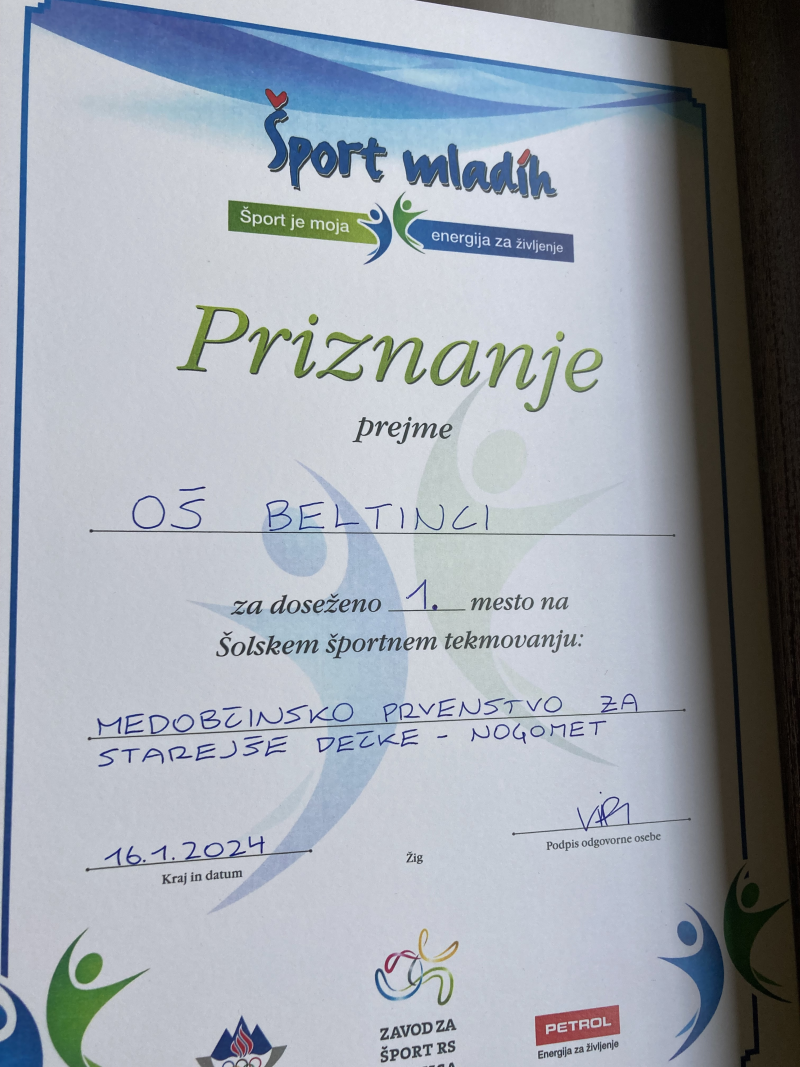 Šport mladih
Šport je moja energija za življenje
Priznanje
prejme
OŠ BELTINCI
za doseženo 1. mesto na
Šolskem športnem tekmovanju:
MEDOBČINSKO PRVENSTVO ZA
STAREJŠE DEČKE - NOGOMET
16.1.2024
Kraj in datum
Žig
Podpis odgovorne osebe
ZAVOD ZA
ŠPORT RS
PETROL
Energija za življenje